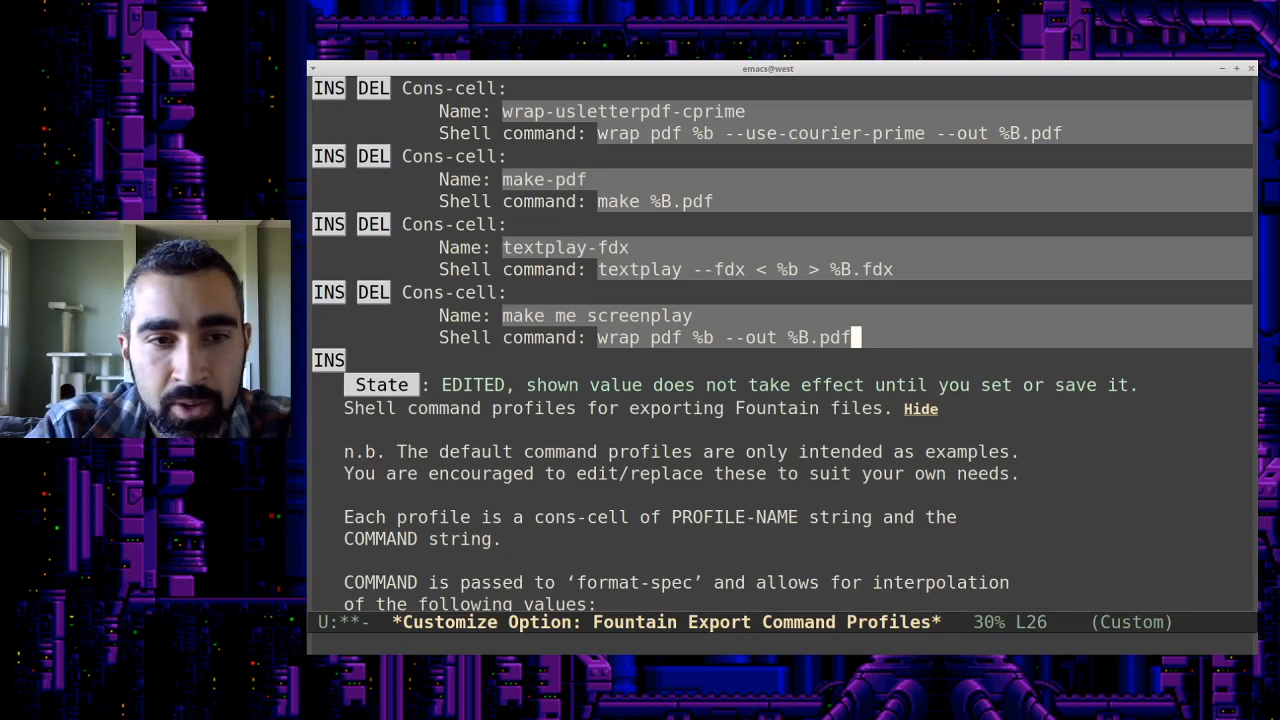 emacs@west
INS DEL Cons-cell:
Name: wrap-usletterpdf-cprime
Shell command: wrap pdf %b --use-courier-prime --out %B.pdf
INS DEL Cons-cell:
Name: make-pdf
Shell command: make %B.pdf
INS DEL Cons-cell:
Name: textplay-fdx
Shell command: textplay --fdx < %b > %B.fdx
INS DEL Cons-cell:
Name: make me screenplay
Shell command: wrap pdf %b --out %B.pdf
INS
State : EDITED, shown value does not take effect until you set or save it.
Shell command profiles for exporting Fountain files. Hide
n.b. The default command profiles are only intended as examples.
You are encouraged to edit/replace these to suit your own needs.
Each profile is a cons-cell of PROFILE-NAME string and the
COMMAND string.
COMMAND is passed to ‘format-spec’ and allows for interpolation
of the following values:
U:**- *Customize Option: Fountain Export Command Profiles* 30% L26 (Custom)